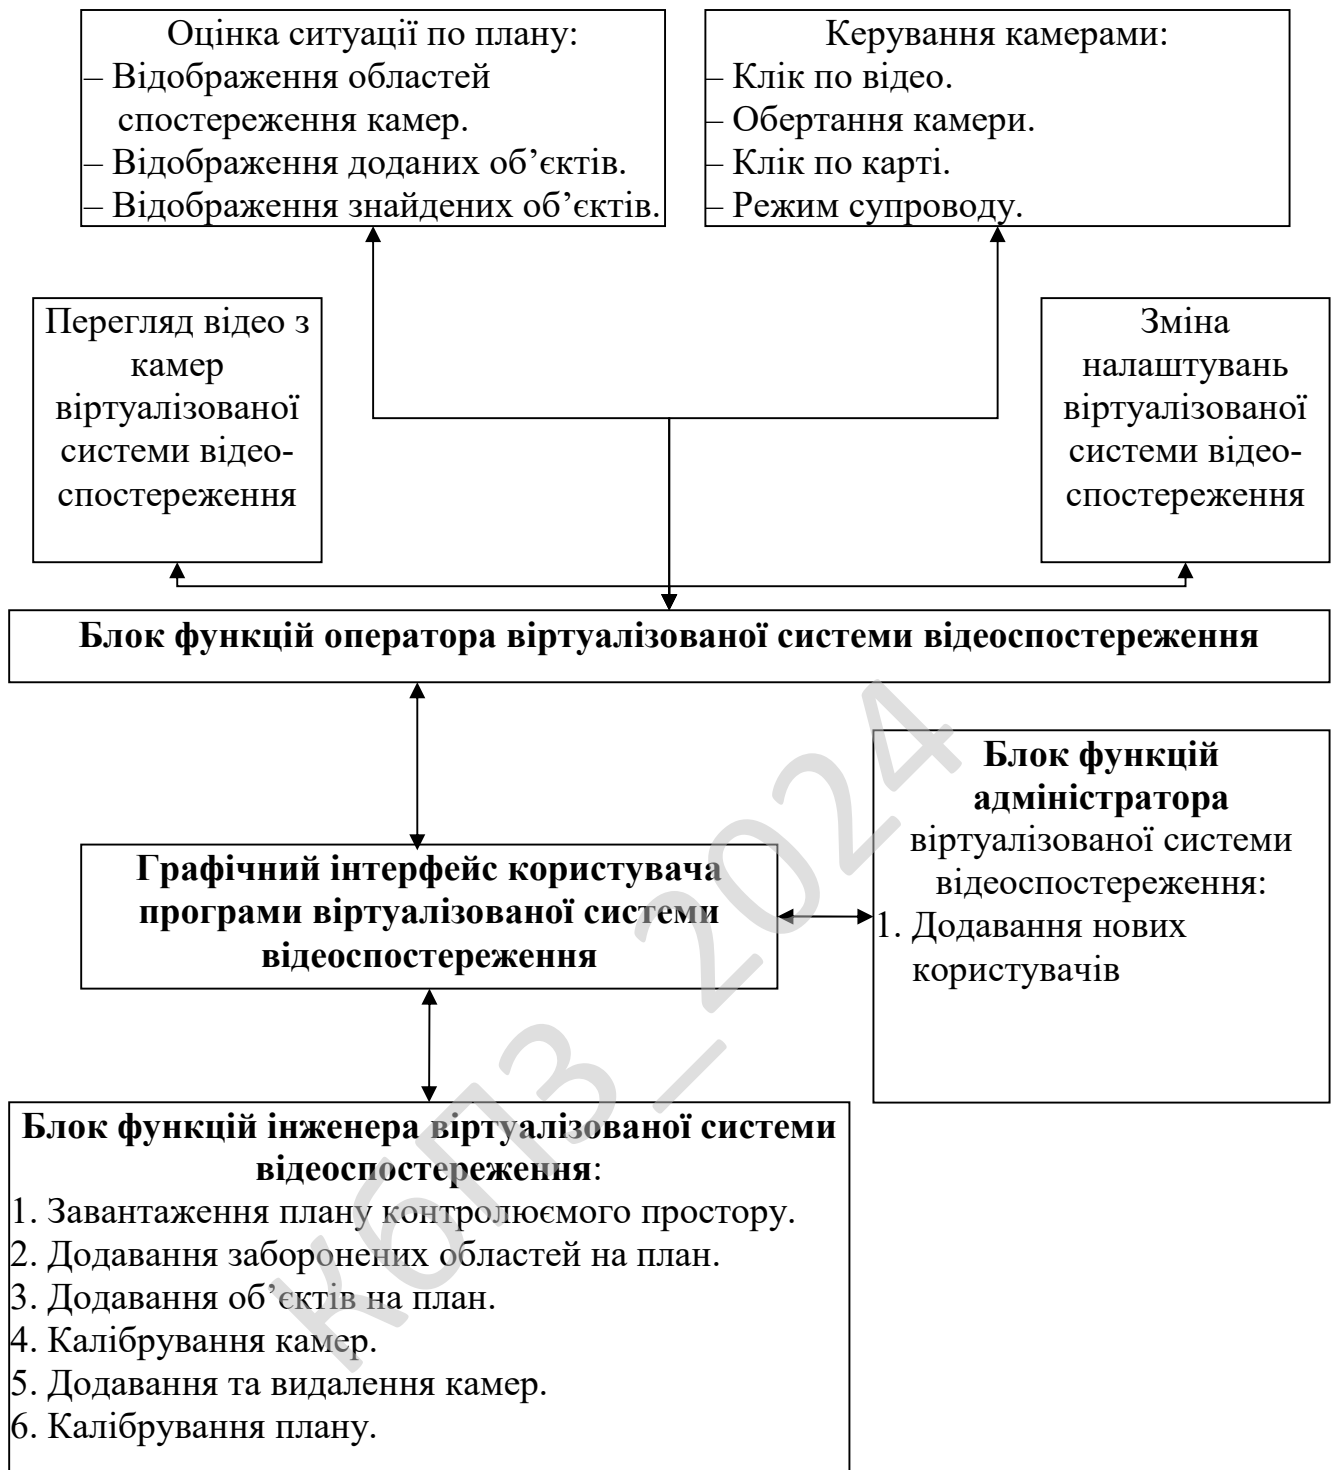 Оцінка ситуації по плану:
– Відображення областей
спостереження камер.
– Відображення доданих об’єктів.
– Відображення знайдених об’єктів.
Керування камерами:
– Клік по відео.
– Обертання камери.
– Клік по карті.
– Режим супроводу.
Перегляд відео з
камер
віртуалізованої
системи відео-
спостереження
Зміна
налаштувань
віртуалізованої
системи відео-
спостереження
Блок функцій оператора віртуалізованої системи відеоспостереження
Блок функцій
адміністратора
віртуалізованої системи
відеоспостереження:
1. Додавання нових
користувачів
Графічний інтерфейс користувача
програми віртуалізованої системи
відеоспостереження
Блок функцій інженера віртуалізованої системи
відеоспостереження:
1. Завантаження плану контролюємого простору.
2. Додавання заборонених областей на план.
3. Додавання об’єктів на план.
4. Калібрування камер.
5. Додавання та видалення камер.
6. Калібрування плану.
КбПЗ_2024